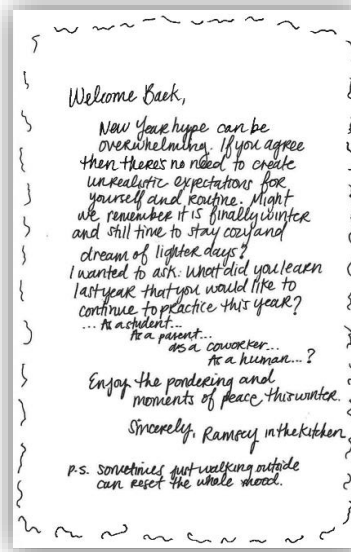 Welcome Back,
New Year hype can be
overwhelming. If you agree
then there's no need to create
unrealistic expectations for
yourself and routine. Might
we remember it is finally winter
and still time to stay cozy and
dream of lighter days?
I wanted to ask: What did you learn
last year that you would like to
continue to practice this year?
... As a student...
As a parent...
as a coworker...
As a human...?
Enjoy the pondering and
moments of peace this winter.
Sincerely, Ramsey in the kitchen
p.s. sometimes just walking outside
can reset the whole mood.